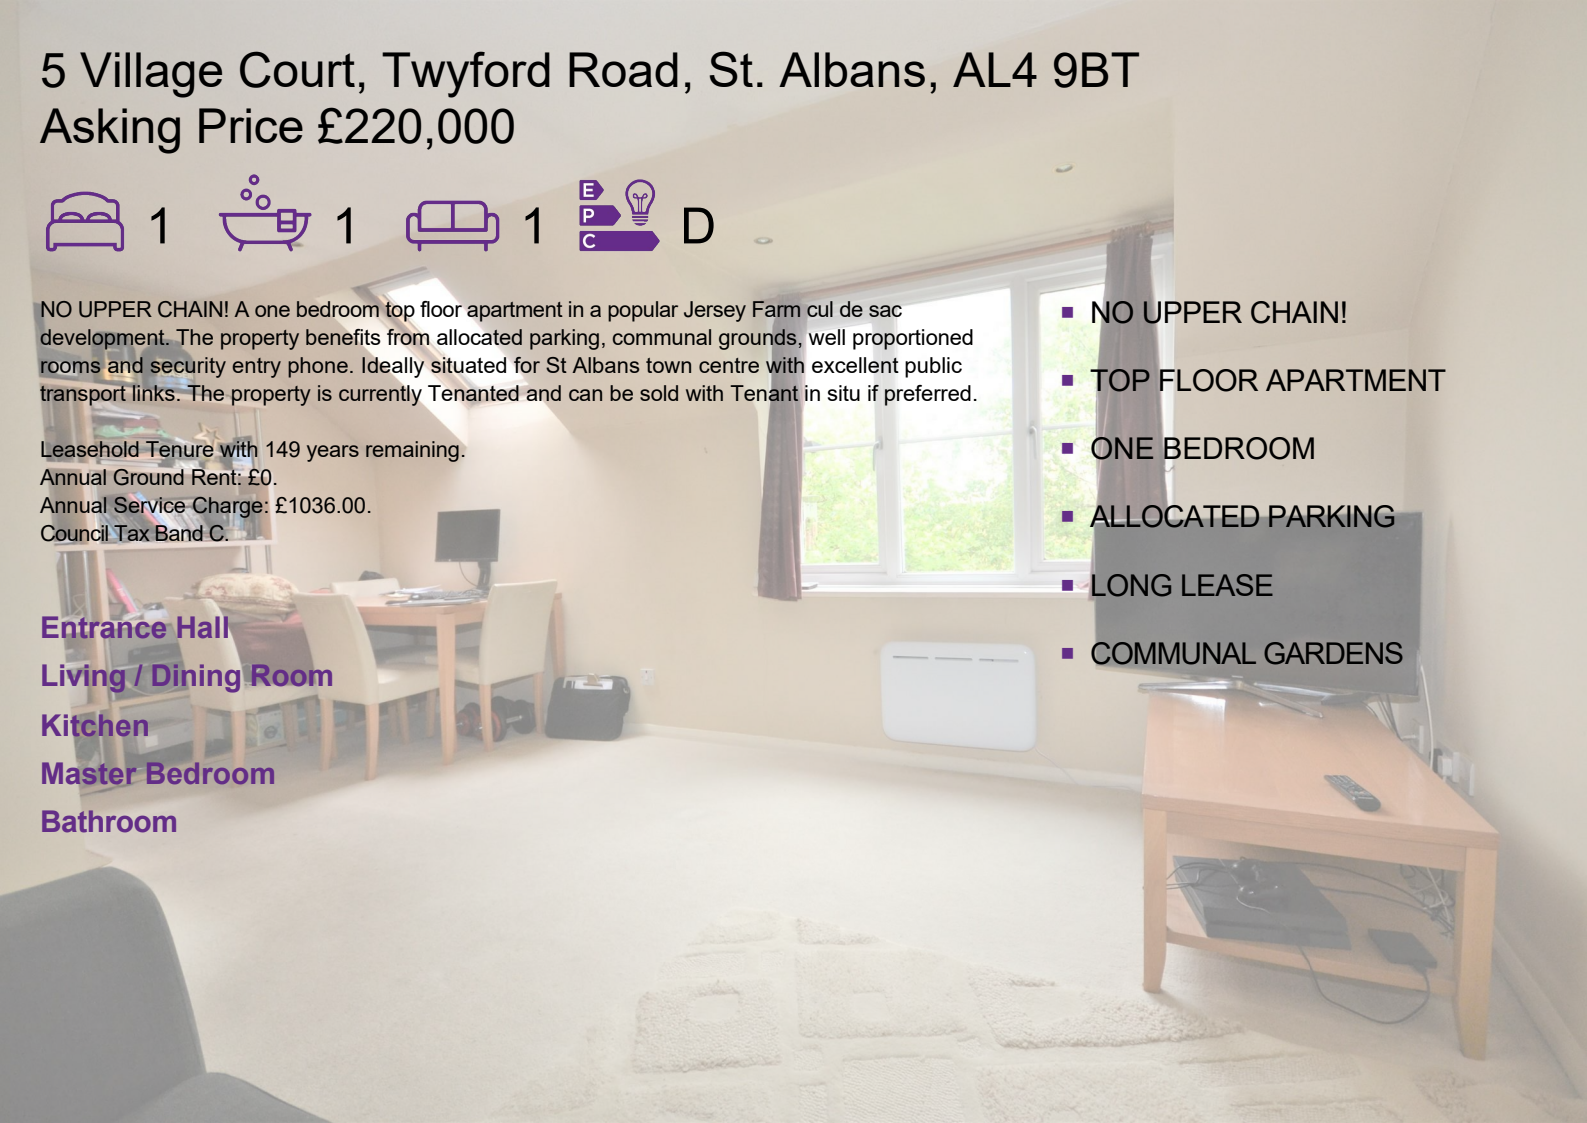 5 Village Court, Twyford Road, St. Albans, AL4 9BT
Asking Price £220,000
1 1 1 E P C D
NO UPPER CHAIN! A one bedroom top floor apartment in a popular Jersey Farm cul de sac
development. The property benefits from allocated parking, communal grounds, well proportioned
rooms and security entry phone. Ideally situated for St Albans town centre with excellent public
transport links. The property is currently Tenanted and can be sold with Tenant in situ if preferred.
Leasehold Tenure with 149 years remaining.
Annual Ground Rent: £0.
Annual Service Charge: £1036.00.
Council Tax Band C.
Entrance Hall
Living / Dining Room
Kitchen
Master Bedroom
Bathroom
NO UPPER CHAIN!
TOP FLOOR APARTMENT
ONE BEDROOM
ALLOCATED PARKING
LONG LEASE
COMMUNAL GARDENS